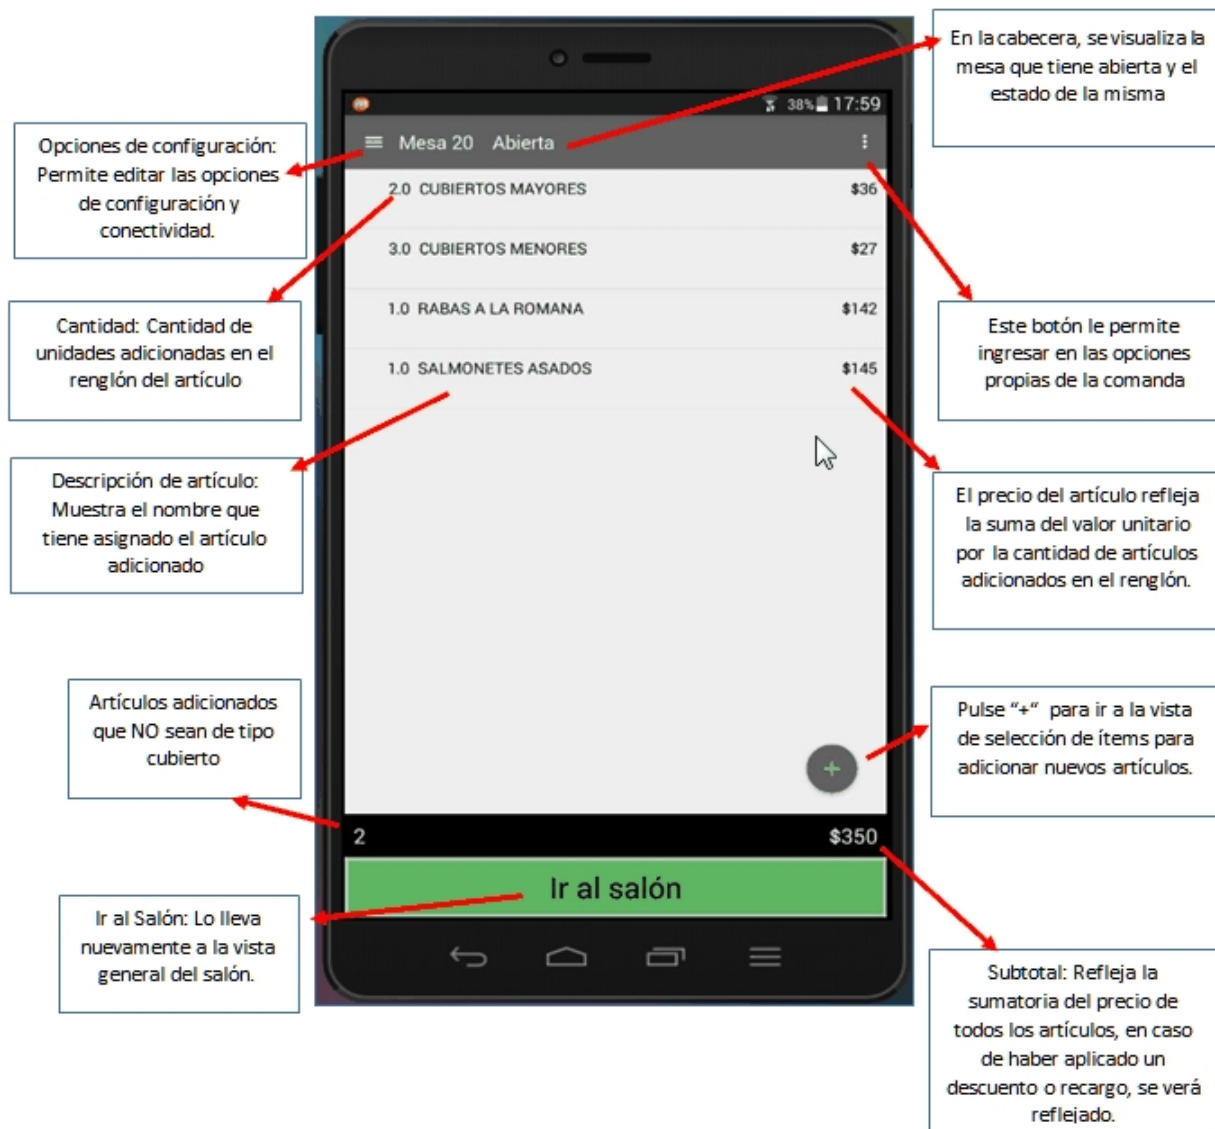 En la cabecera, se visualiza la
mesa que tiene abierta y el
estado de la misma
38% 17:59
Mesa 20 Abierta
Opciones de configuración:
Permite editar las opciones
de configuración y
conectividad.
2.0 CUBIERTOS MAYORES $36
3.0 CUBIERTOS MENORES $27
1.0 RABAS A LA ROMANA $142
1.0 SALMONETES ASADOS $145
Cantidad: Cantidad de
unidades adicionadas en el
renglón del artículo
Este botón le permite
ingresar en las opciones
propias de la comanda
Descripción de artículo:
Muestra el nombre que
tiene asignado el artículo
adicionado
El precio del artículo refleja
la suma del valor unitario
por la cantidad de artículos
adicionados en el renglón.
Artículos adicionados
que NO sean de tipo
cubierto
Pulse “+“ para ir a la vista
de selección de ítems para
adicionar nuevos artículos.
+
2 $350
Ir al salón
Ir al Salón: Lo lleva
nuevamente a la vista
general del salón.
Subtotal: Refleja la
sumatoria del precio de
todos los artículos, en caso
de haber aplicado un
descuento o recargo, se verá
reflejado.